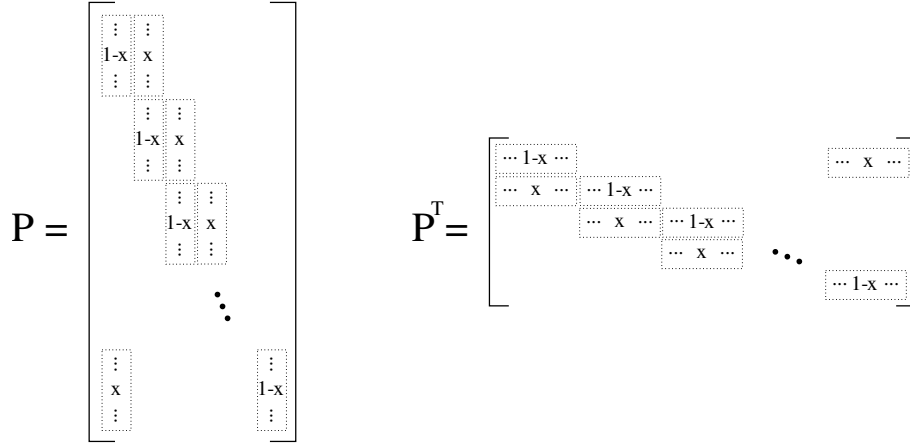 ⋮ ⋮
1-x x
⋮ ⋮
⋮ ⋮
1-x x
⋮ ⋮
⋮ ⋮
P = 1-x x
⋮ ⋮
⋱
⋮ ⋮
x 1-x
⋮ ⋮
··· 1-x ··· ··· x ···
··· x ··· ··· 1-x ···
P^T = ··· x ··· ··· 1-x ···
··· x ··· ⋱
··· 1-x ···